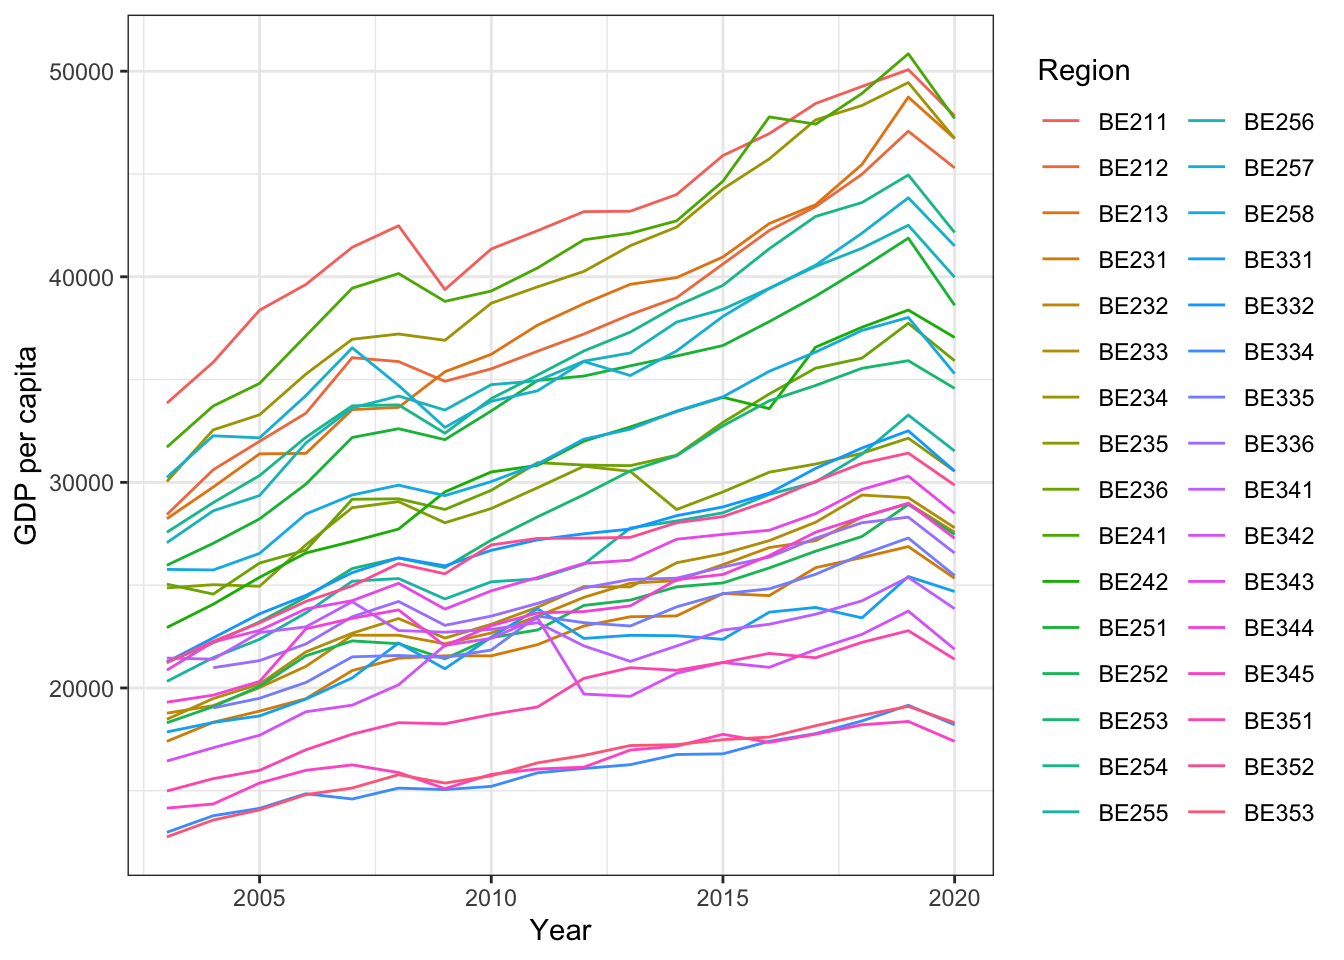 50000
40000
30000
20000
GDP per capita
2005 2010 2015 2020
Year
Region
BE211 BE256
BE212 BE257
BE213 BE258
BE231 BE331
BE232 BE332
BE233 BE334
BE234 BE335
BE235 BE336
BE236 BE341
BE241 BE342
BE242 BE343
BE251 BE344
BE252 BE345
BE253 BE351
BE254 BE352
BE255 BE353